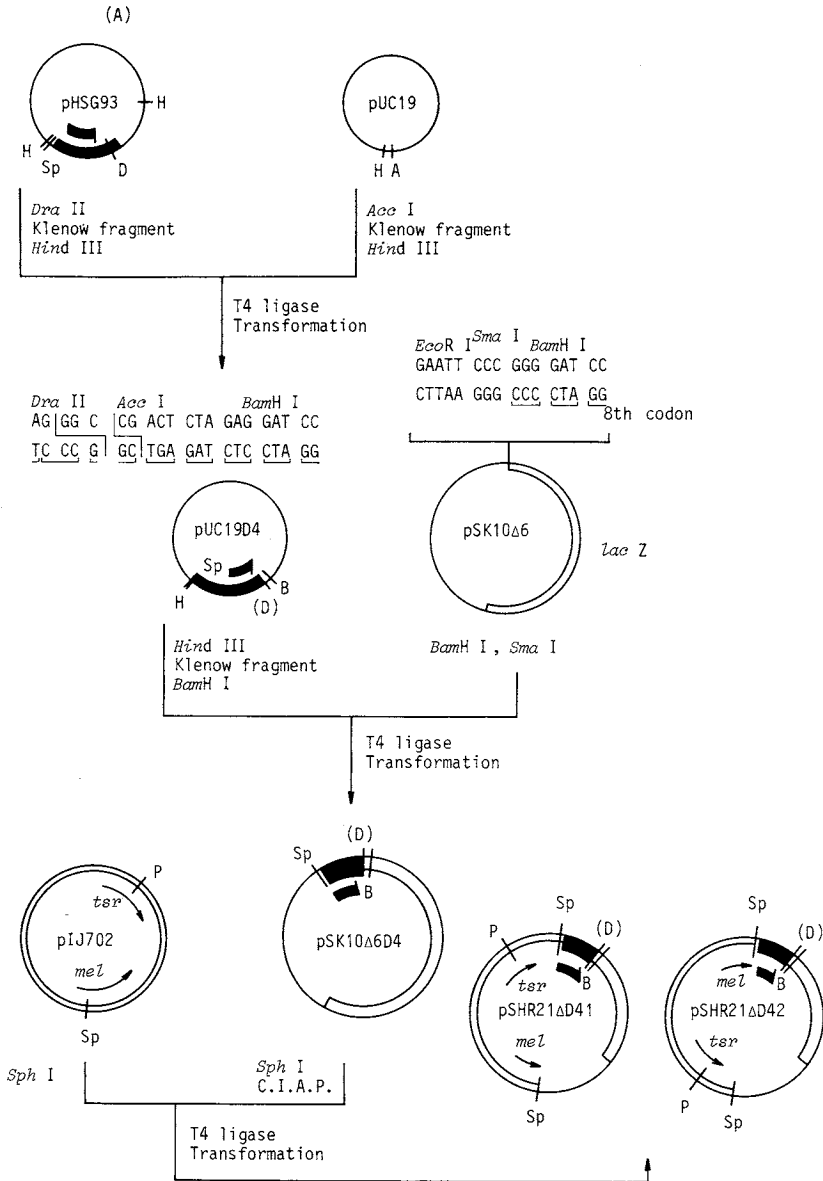 (A)
pHSG93
H
H
Sp
D
pUC19
H A
Dra II
Klenow fragment
Hind III
Acc I
Klenow fragment
Hind III
T4 ligase
Transformation
EcoR I Sma I BamH I
GAATT CCC GGG GAT CC
CTTAA GGG CCC CTA GG
8th codon
Dra II Acc I BamH I
AG GG C CG ACT CTA GAG GAT CC
TC CC G GC TGA GAT CTC CTA GG
pUC19D4
Sp
H
B
(D)
pSK10Δ6
lac Z
Hind III
Klenow fragment
BamH I
BamH I , Sma I
T4 ligase
Transformation
P
tsr
pIJ702
mel
Sp
Sp
(D)
B
pSK10Δ6D4
P
Sp
(D)
tsr
B
pSHR21ΔD41
mel
Sp
Sp
(D)
mel
B
pSHR21ΔD42
tsr
P
Sp
Sph I
Sph I
C.I.A.P.
T4 ligase
Transformation